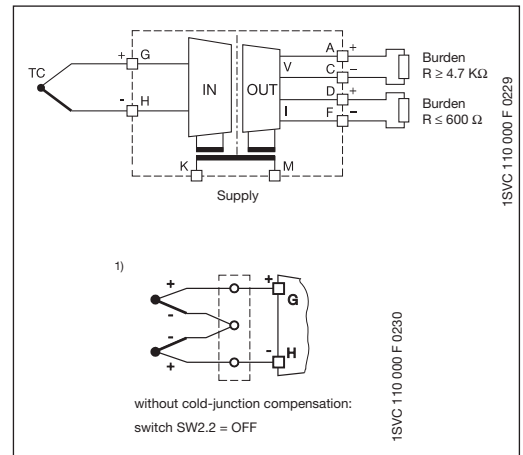 A +
+ G
TC
V
Burden
R ≥ 4.7 KΩ
C –
IN
OUT
D +
- H
I
Burden
R ≤ 600 Ω
F –
K
M
Supply
1SVC 110 000 F 0229
1)
+
+
G
-
-
-
H
+
without cold-junction compensation:
switch SW2.2 = OFF
1SVC 110 000 F 0230